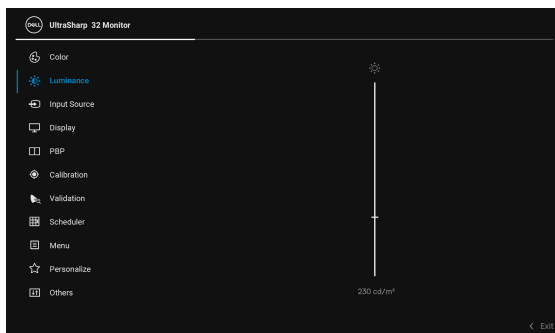 DELL UltraSharp 32 Monitor
Color
Luminance
Input Source
Display
PBP
Calibration
Validation
Scheduler
Menu
Personalize
Others
230 cd/m²
Exit